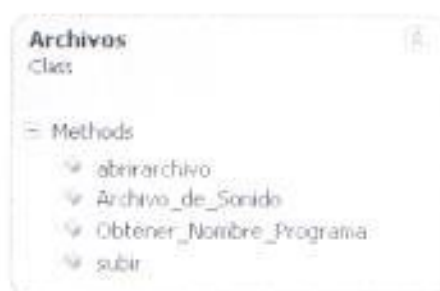 Archivos
Class
Methods
abrirarchivo
Archivo_de_Sonido
Obtener_Nombre_Programa
subir